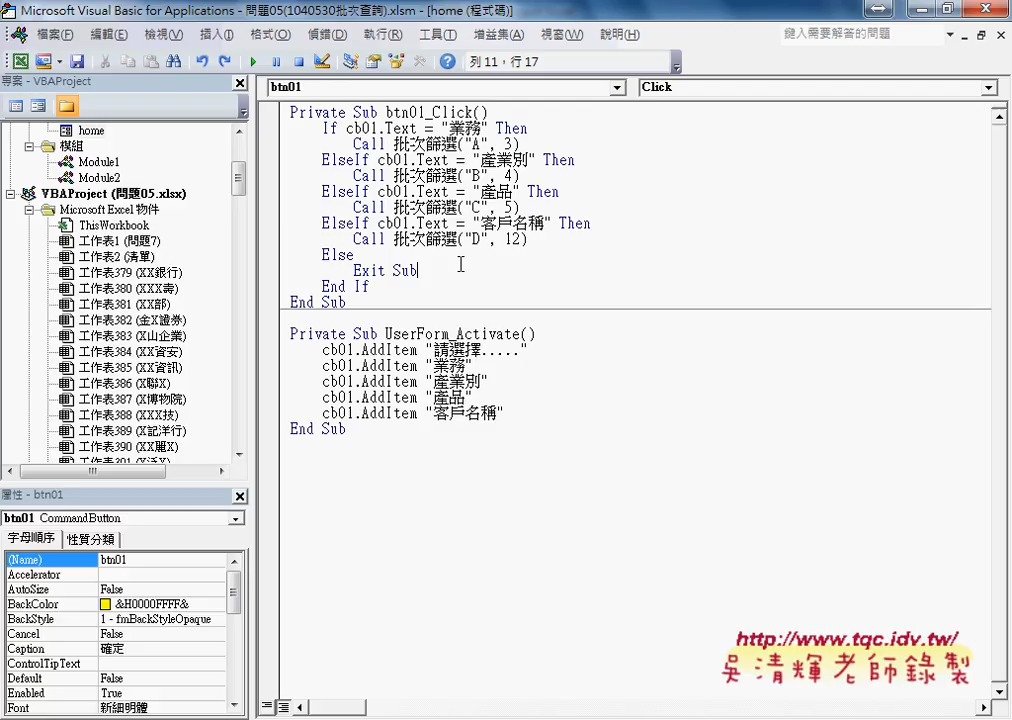 Microsoft Visual Basic for Applications - 問題05(1040530批次查詢).xlsm - [home (程式碼)]
檔案(F) 編輯(E) 檢視(V) 插入(I) 格式(O) 偵錯(D) 執行(R) 工具(T) 增益集(A) 視窗(W) 說明(H) 輸入需要解答的問題
列 11，行 17
專案 - VBAProject
home
模組
Module1
Module2
VBAProject (問題05.xlsx)
Microsoft Excel 物件
ThisWorkbook
工作表1 (問題7)
工作表2 (清單)
工作表379 (XX銀行)
工作表380 (XXX壽)
工作表381 (XX部)
工作表382 (金X證券)
工作表383 (X山企業)
工作表384 (XX資安)
工作表385 (XX資訊)
工作表386 (X聯X)
工作表387 (X博物院)
工作表388 (XXX技)
工作表389 (X記洋行)
工作表390 (XX麗X)
屬性 - btn01
btn01 CommandButton
字母順序 性質分類
(Name) btn01
Accelerator
AutoSize False
BackColor &H0000FFFF&
BackStyle 1 - fmBackStyleOpaque
Cancel False
Caption 確定
ControlTipText
Default False
Enabled True
Font 新細明體
btn01 Click
Private Sub btn01_Click()
If cb01.Text = "業務" Then
Call 批次篩選("A", 3)
ElseIf cb01.Text = "產業別" Then
Call 批次篩選("B", 4)
ElseIf cb01.Text = "產品" Then
Call 批次篩選("C", 5)
ElseIf cb01.Text = "客戶名稱" Then
Call 批次篩選("D", 12)
Else
Exit Sub
End If
End Sub
Private Sub UserForm_Activate()
cb01.AddItem "請選擇....."
cb01.AddItem "業務"
cb01.AddItem "產業別"
cb01.AddItem "產品"
cb01.AddItem "客戶名稱"
End Sub
http://www.tqc.idv.tw/
吳清輝老師錄製